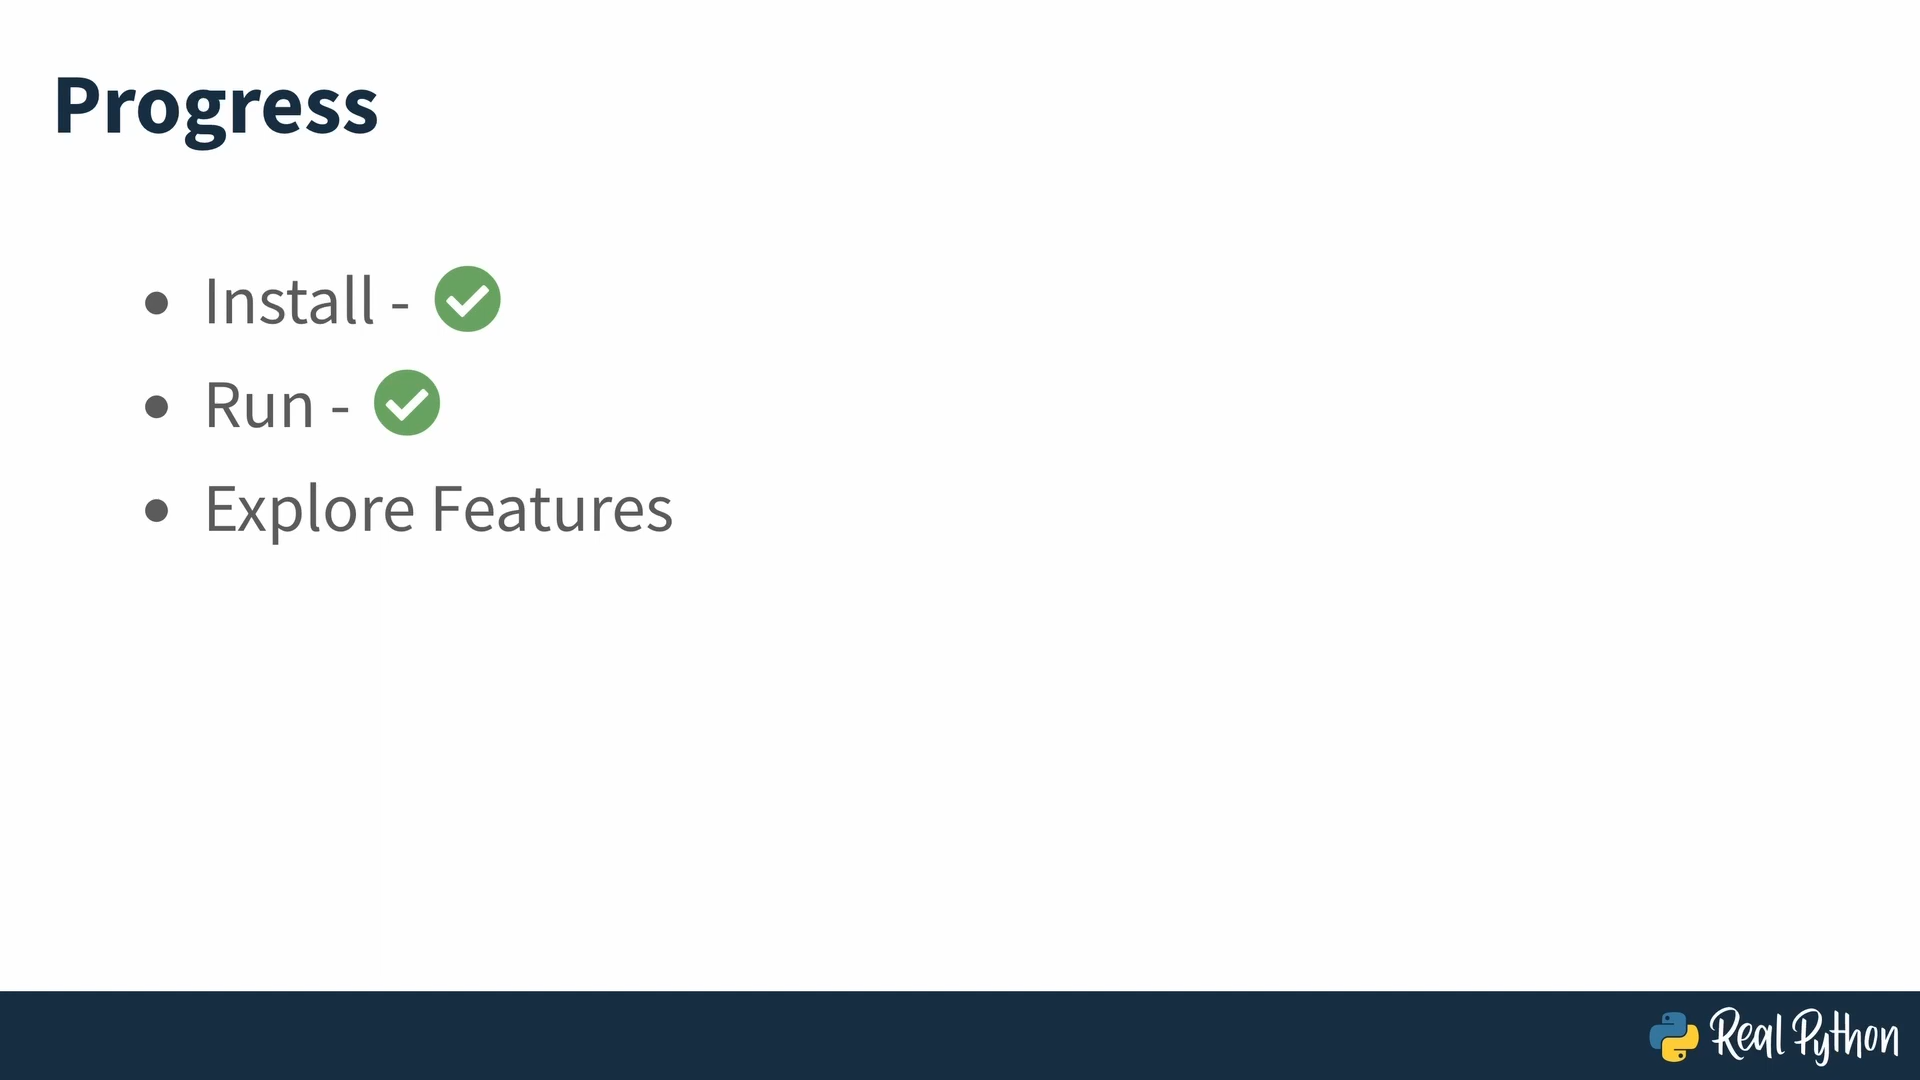 Progress
• Install - ✅
• Run - ✅
• Explore Features
Real Python